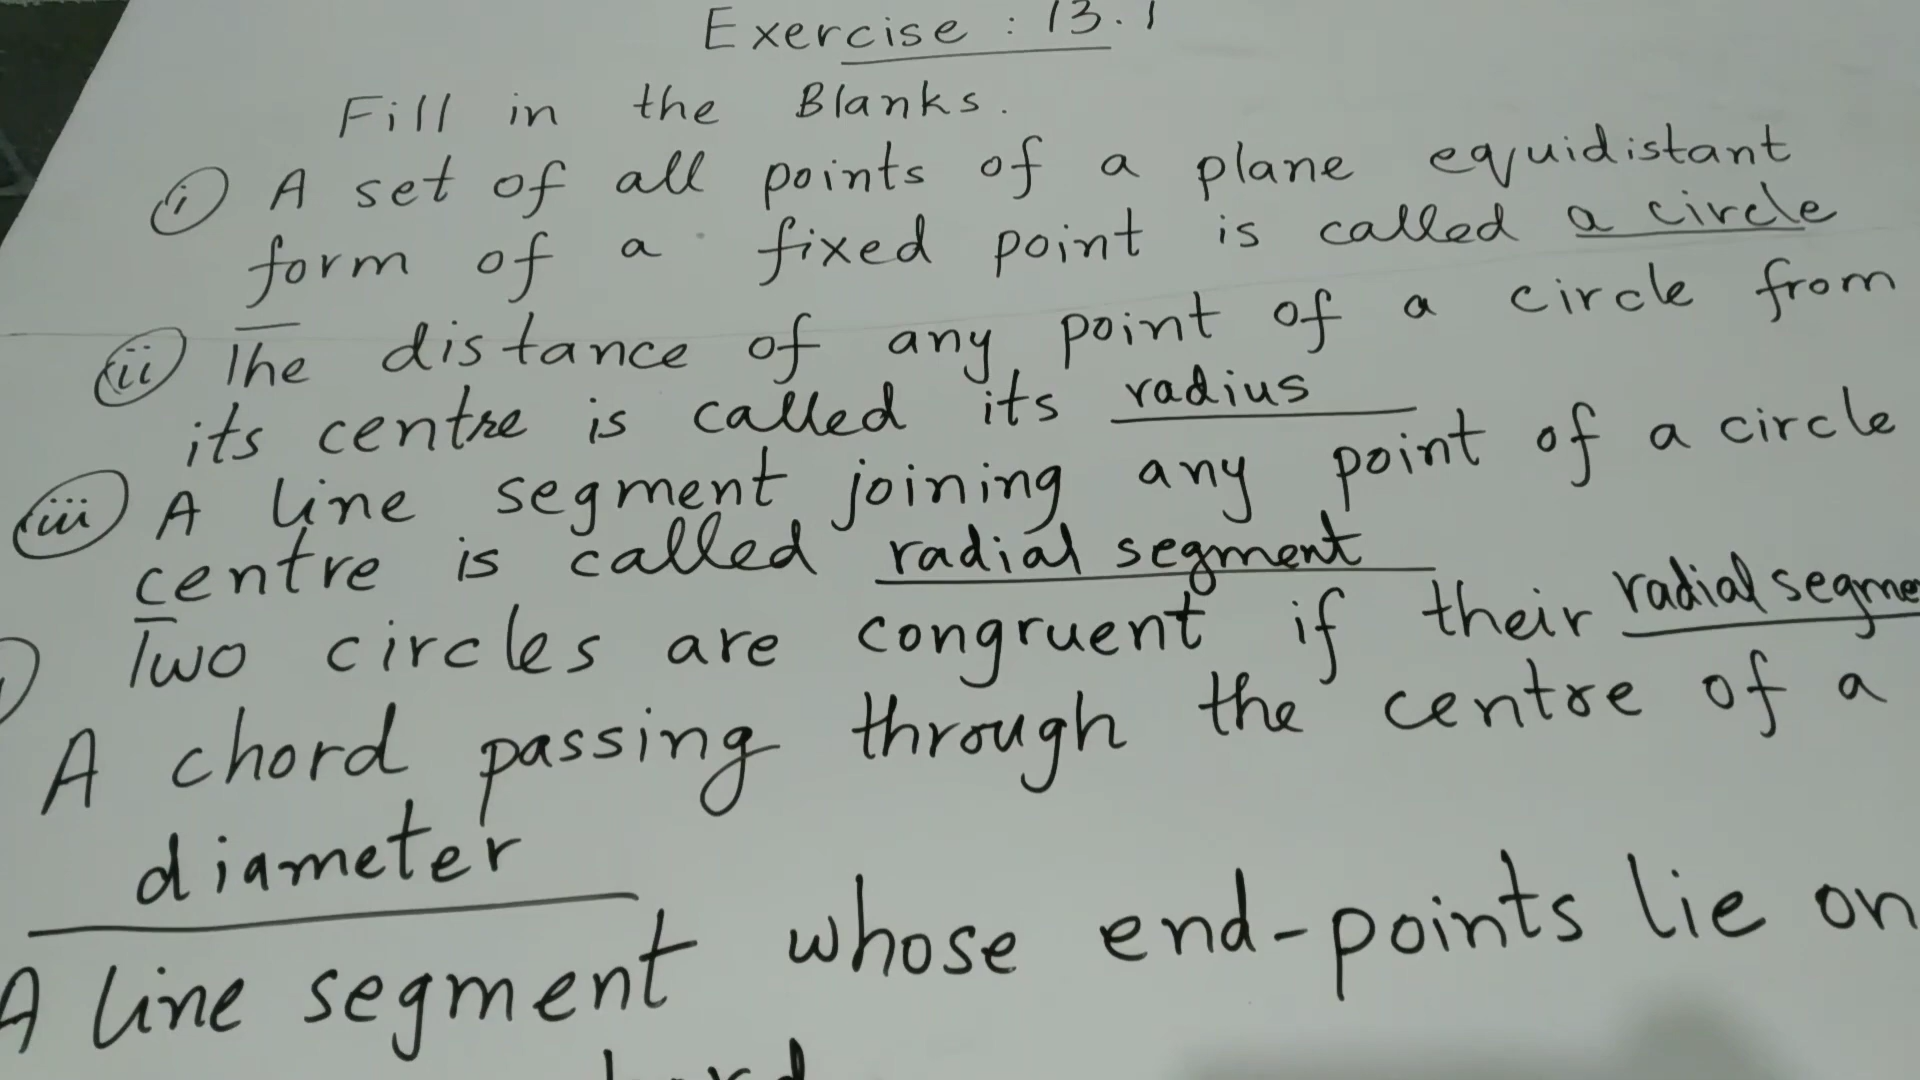 Exercise : 13.1
Fill in the Blanks.
(i) A set of all points of a plane equidistant
form of a fixed point is called a circle
(ii) The distance of any point of a circle from
its centre is called its radius
(iii) A line segment joining any point of a circle
centre is called radial segment
Two circles are congruent if their radial segme
A chord passing through the centre of a
diameter
A line segment whose end-points lie on